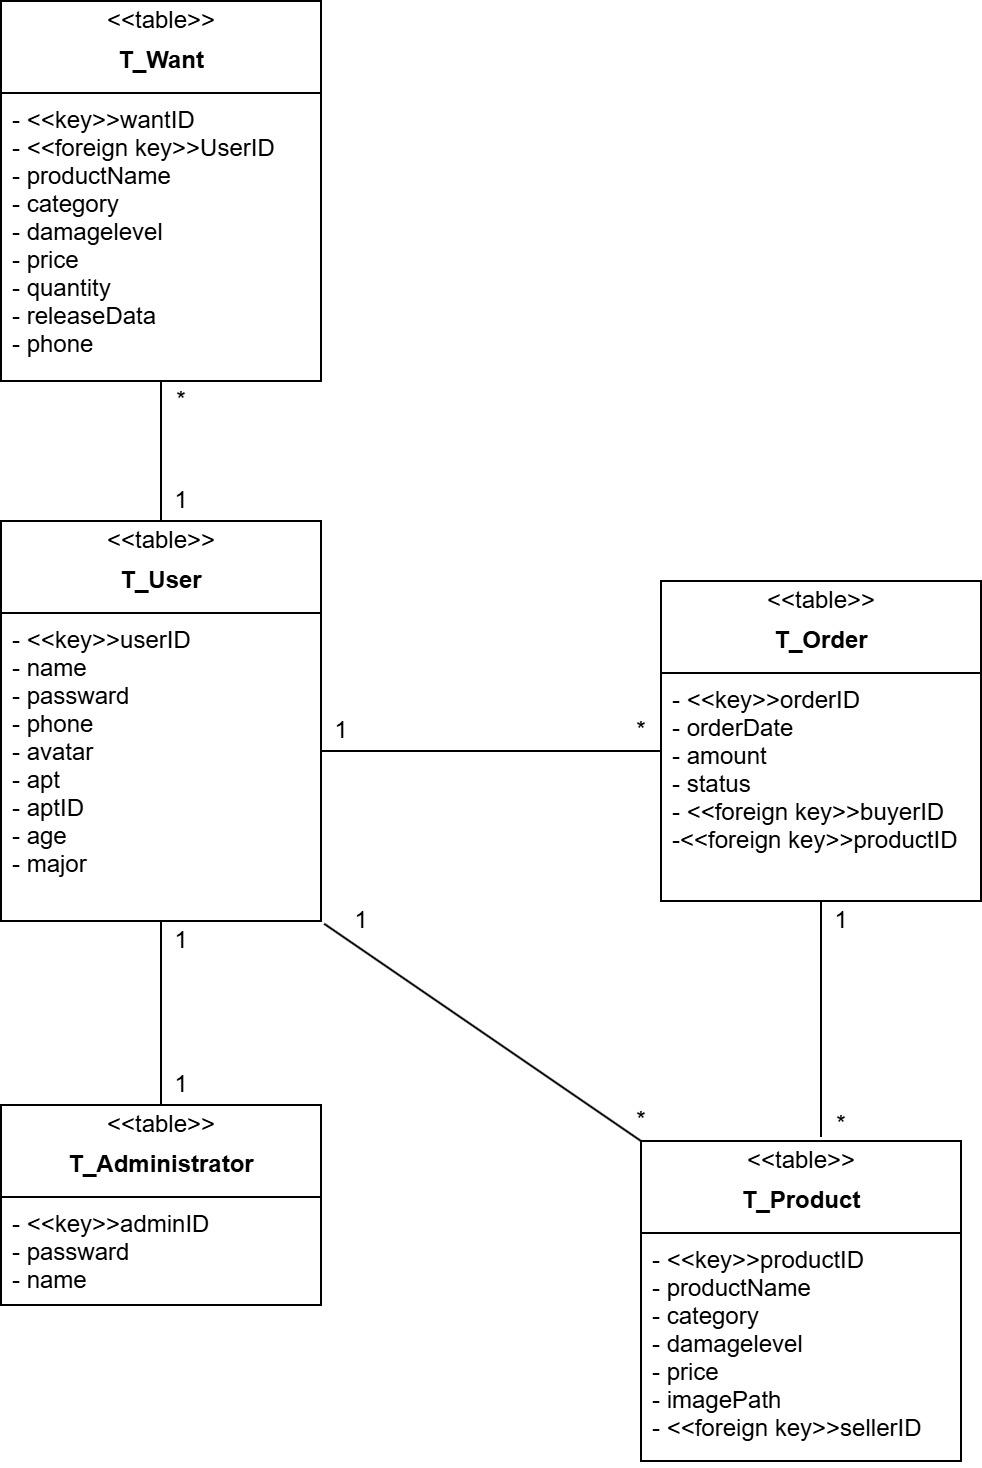 <<table>>
T_Want
- <<key>>wantID
- <<foreign key>>UserID
- productName
- category
- damagelevel
- price
- quantity
- releaseData
- phone
*
1
<<table>>
T_User
- <<key>>userID
- name
- passward
- phone
- avatar
- apt
- aptID
- age
- major
1
*
<<table>>
T_Order
- <<key>>orderID
- orderDate
- amount
- status
- <<foreign key>>buyerID
-<<foreign key>>productID
1
1
1
*
1
*
<<table>>
T_Administrator
- <<key>>adminID
- passward
- name
<<table>>
T_Product
- <<key>>productID
- productName
- category
- damagelevel
- price
- imagePath
- <<foreign key>>sellerID